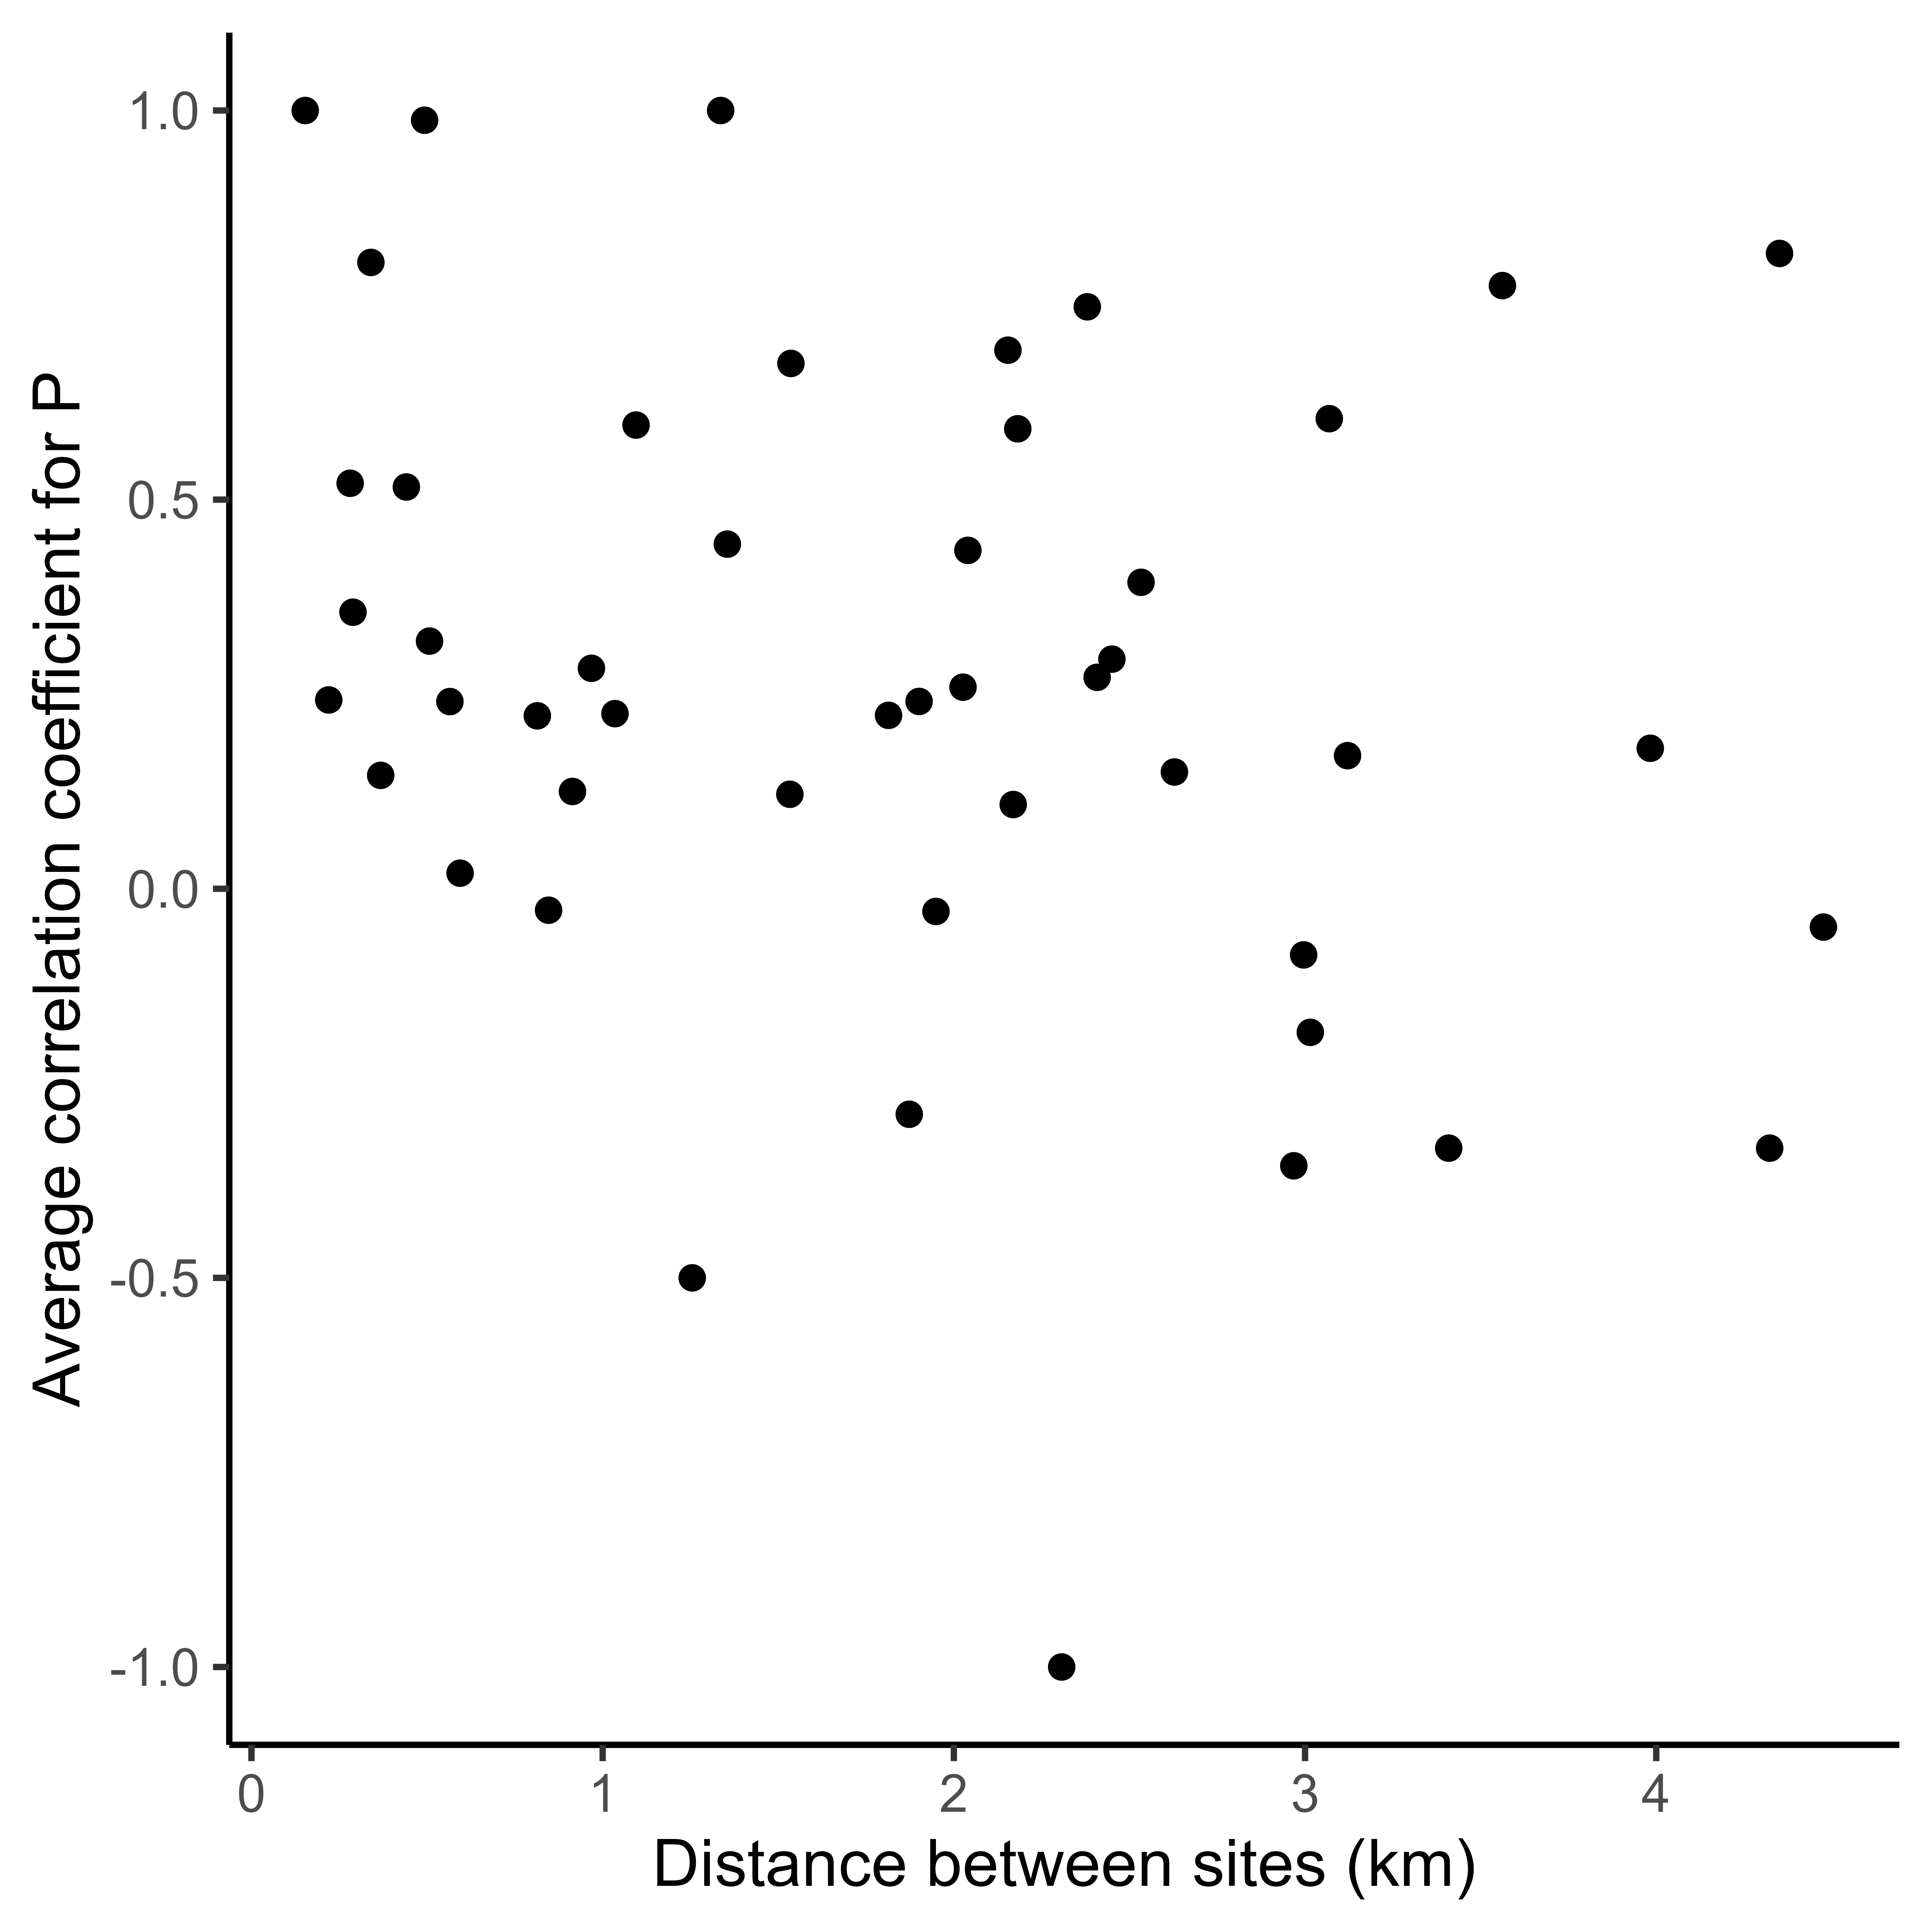 Average correlation coefficient for P
1.0
0.5
0.0
-0.5
-1.0
0 1 2 3 4
Distance between sites (km)